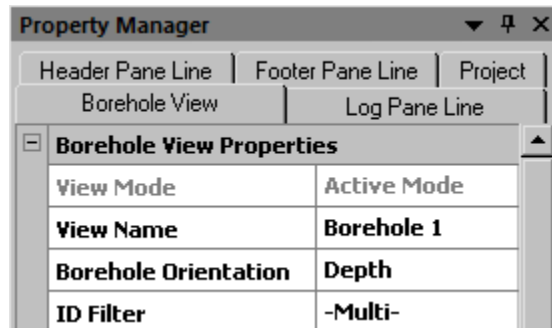 Property Manager
Header Pane Line Footer Pane Line Project
Borehole View Log Pane Line
Borehole View Properties
View Mode Active Mode
View Name Borehole 1
Borehole Orientation Depth
ID Filter -Multi-